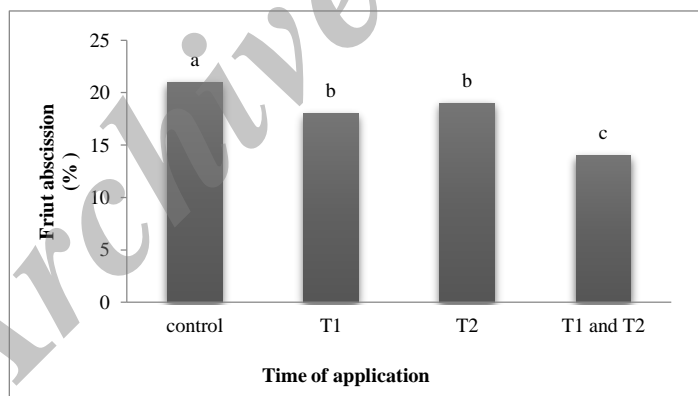 Archive
25
20
15
10
5
0
Friut abscission
(% )
a
b
b
c
control T1 T2 T1 and T2
Time of application